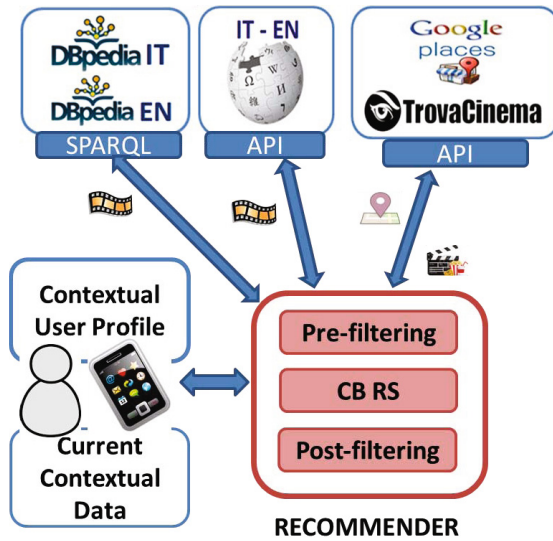 DBpedia IT
DBpedia EN
SPARQL
IT - EN
API
Google
places
TrovaCinema
API
Contextual
User Profile
Current
Contextual
Data
Pre-filtering
CB RS
Post-filtering
RECOMMENDER